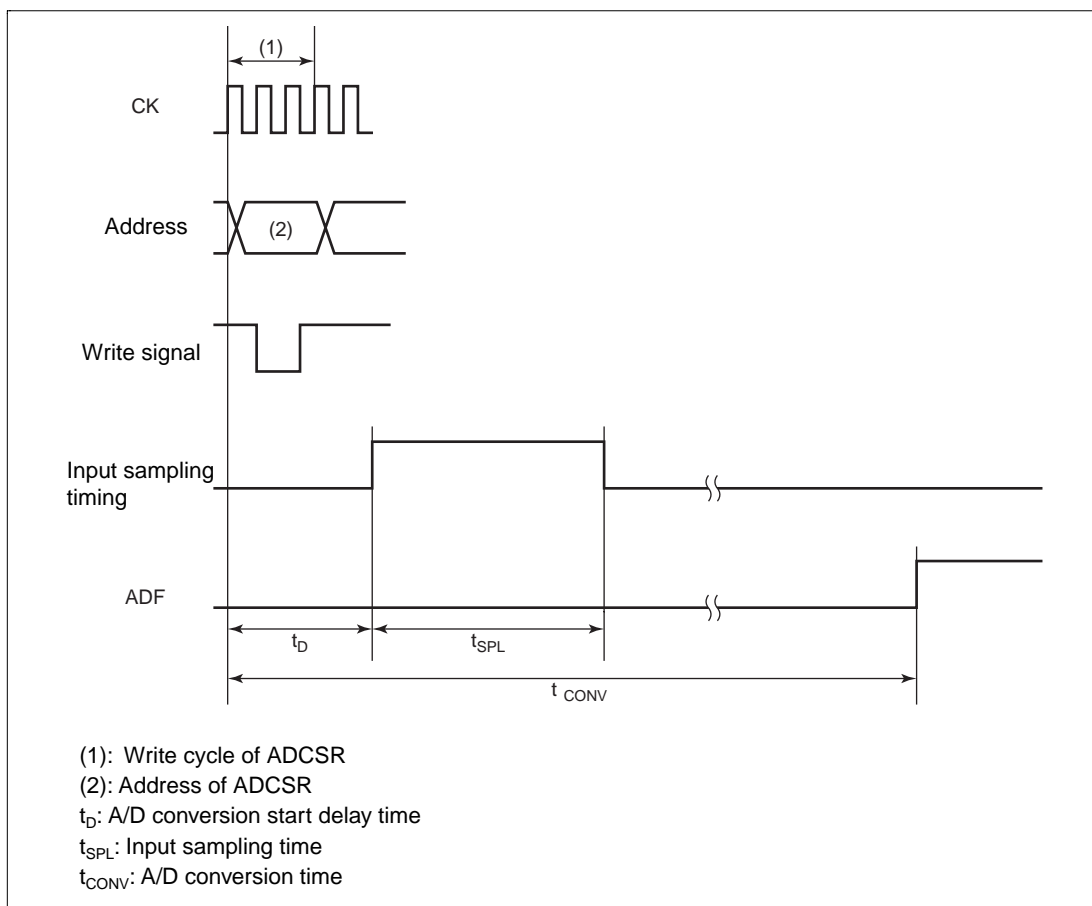 (1)
CK
Address
(2)
Write signal
Input sampling
timing
ADF
tD
tSPL
t CONV
(1): Write cycle of ADCSR
(2): Address of ADCSR
tD: A/D conversion start delay time
tSPL: Input sampling time
tCONV: A/D conversion time